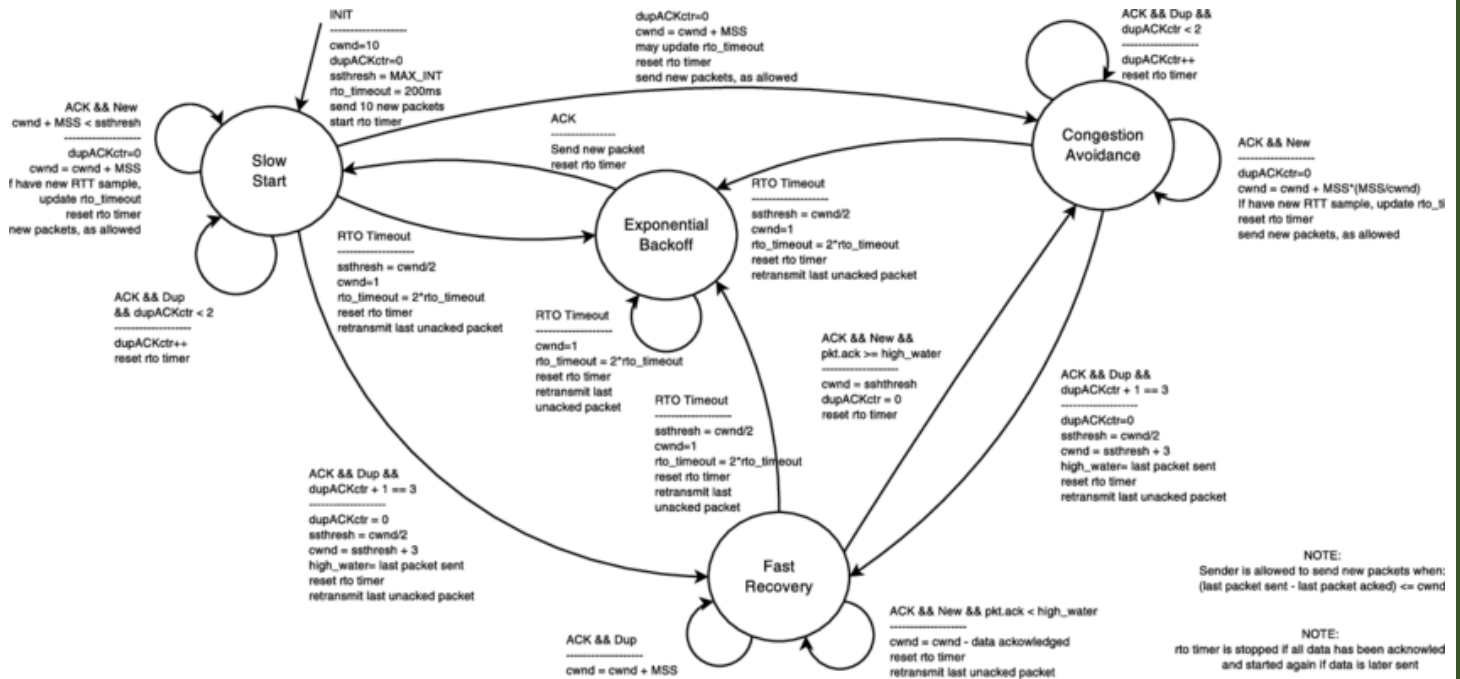 INIT
--------------------
cwnd=10
dupACKctr=0
ssthresh = MAX_INT
rto_timeout = 200ms
send 10 new packets
start rto timer
dupACKctr=0
cwnd = cwnd + MSS
may update rto_timeout
reset rto timer
send new packets, as allowed
ACK && Dup &&
dupACKctr < 2
--------------------
dupACKctr++
reset rto timer
ACK && New
cwnd + MSS < ssthresh
--------------------
dupACKctr=0
cwnd = cwnd + MSS
f have new RTT sample,
update rto_timeout
reset rto timer
new packets, as allowed
Slow
Start
ACK
-----------------
Send new packet
reset rto timer
Congestion
Avoidance
ACK && New
--------------------
dupACKctr=0
cwnd = cwnd + MSS*(MSS/cwnd)
If have new RTT sample, update rto_ti
reset rto timer
send new packets, as allowed
Exponential
Backoff
RTO Timeout
--------------------
ssthresh = cwnd/2
cwnd=1
rto_timeout = 2*rto_timeout
reset rto timer
retransmit last unacked packet
RTO Timeout
--------------------
ssthresh = cwnd/2
cwnd=1
rto_timeout = 2*rto_timeout
reset rto timer
retransmit last unacked packet
ACK && Dup
&& dupACKctr < 2
--------------------
dupACKctr++
reset rto timer
RTO Timeout
--------------------
cwnd=1
rto_timeout = 2*rto_timeout
reset rto timer
retransmit last
unacked packet
ACK && New &&
pkt.ack >= high_water
--------------------
cwnd = sshthresh
dupACKctr = 0
reset rto timer
RTO Timeout
--------------------
ssthresh = cwnd/2
cwnd=1
rto_timeout = 2*rto_timeout
reset rto timer
retransmit last
unacked packet
ACK && Dup &&
dupACKctr + 1 == 3
--------------------
dupACKctr=0
ssthresh = cwnd/2
cwnd = ssthresh + 3
high_water= last packet sent
reset rto timer
retransmit last unacked packet
ACK && Dup &&
dupACKctr + 1 == 3
--------------------
dupACKctr = 0
ssthresh = cwnd/2
cwnd = ssthresh + 3
high_water= last packet sent
reset rto timer
retransmit last unacked packet
Fast
Recovery
NOTE:
Sender is allowed to send new packets when:
(last packet sent - last packet acked) <= cwnd
ACK && Dup
--------------------
cwnd = cwnd + MSS
ACK && New && pkt.ack < high_water
--------------------
cwnd = cwnd - data ackowledged
reset rto timer
retransmit last unacked packet
NOTE:
rto timer is stopped if all data has been acknowled
and started again if data is later sent